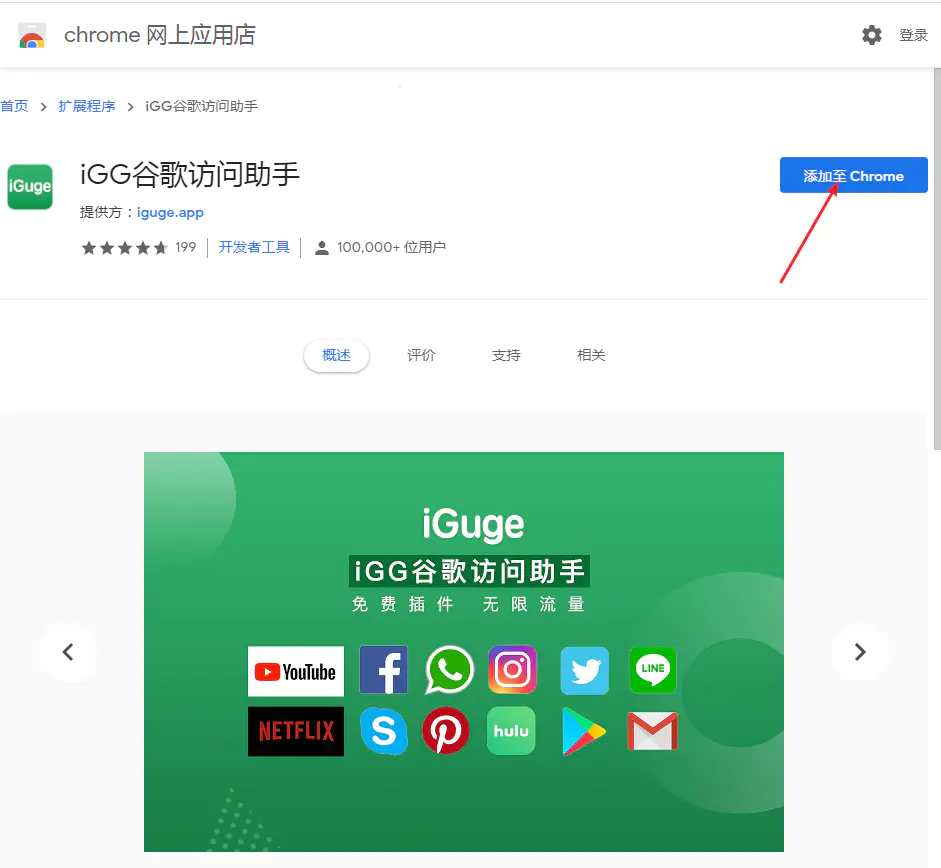 chrome 网上应用店
登录
首页 > 扩展程序 > iGG谷歌访问助手
iGuge
iGG谷歌访问助手
添加至 Chrome
提供方：iguge.app
199 开发者工具 100,000+ 位用户
概述 评价 支持 相关
iGuge
iGG谷歌访问助手
免费插件 无限流量
YouTube LINE
NETFLIX S hulu